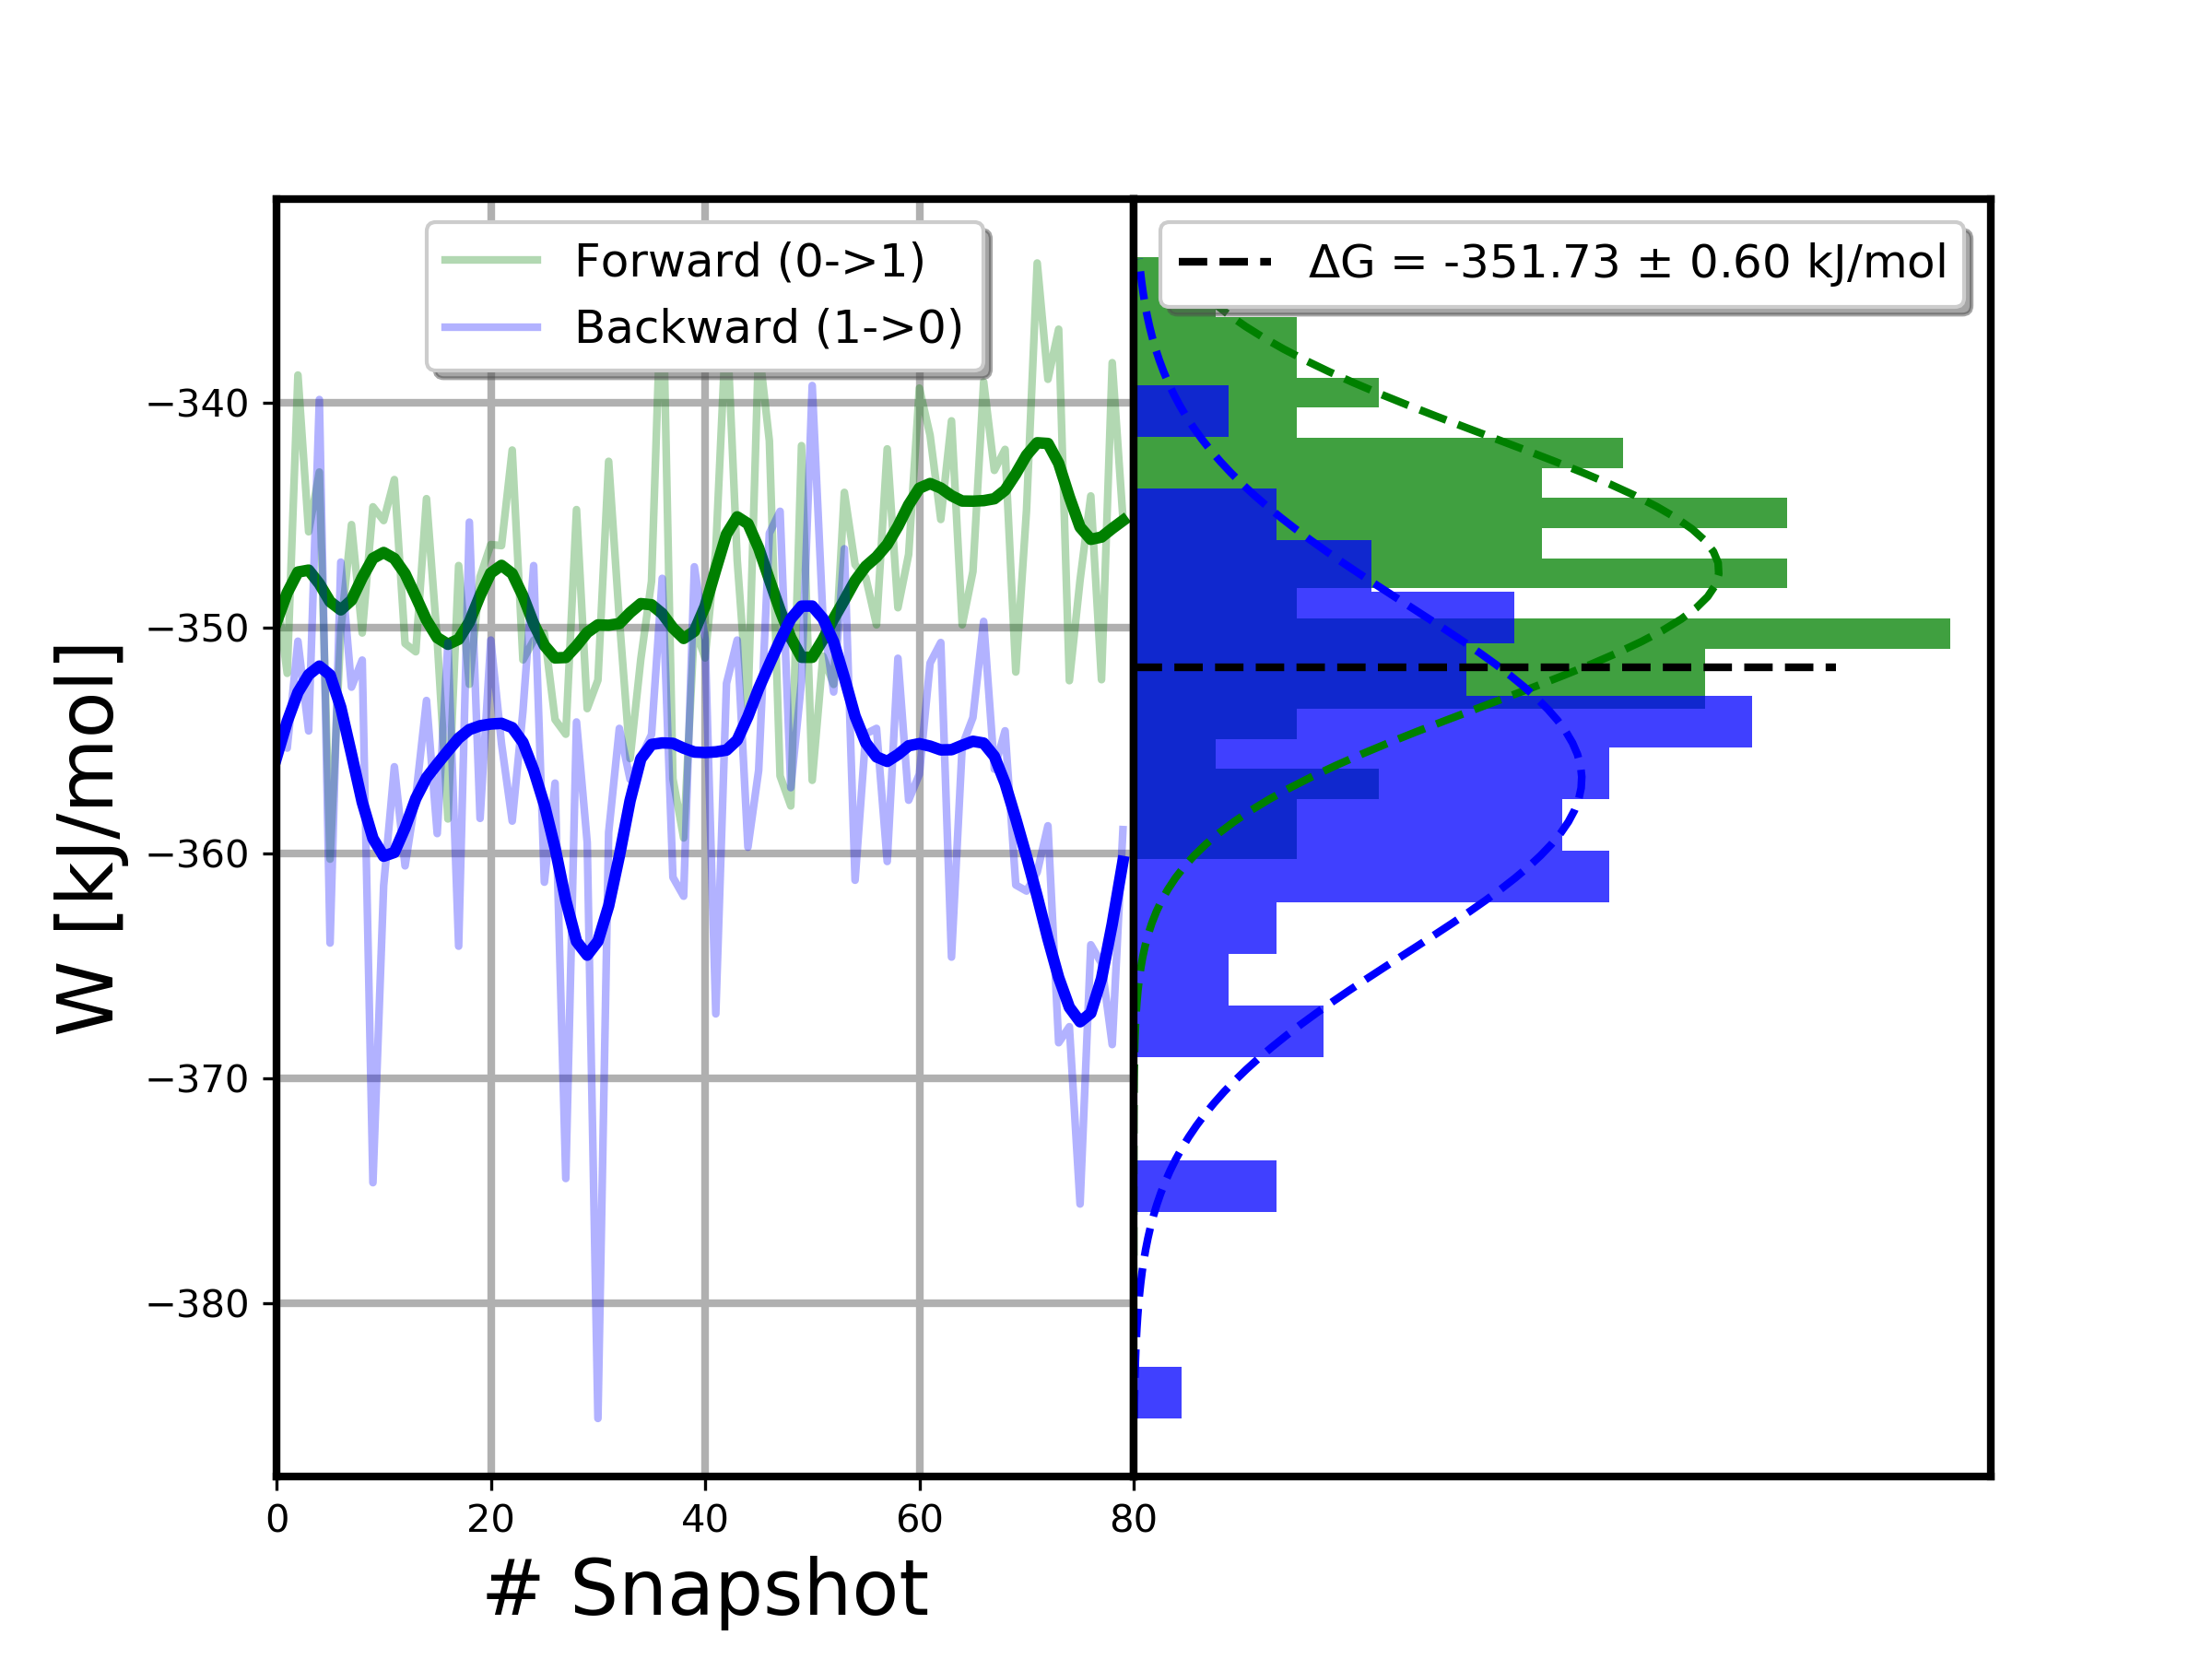 Forward (0->1)
Backward (1->0)
ΔG = -351.73 ± 0.60 kJ/mol
−340
−350
−360
−370
−380
W [kJ/mol]
0 20 40 60 80
# Snapshot